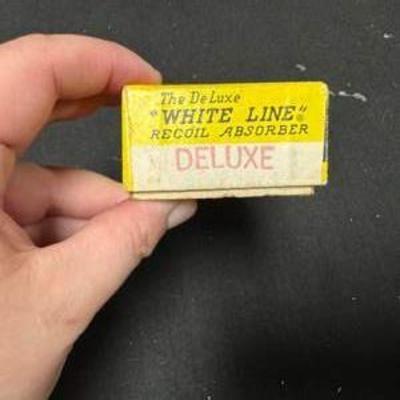 The DeLuxe
"WHITE LINE"®
RECOIL ABSORBER
DELUXE